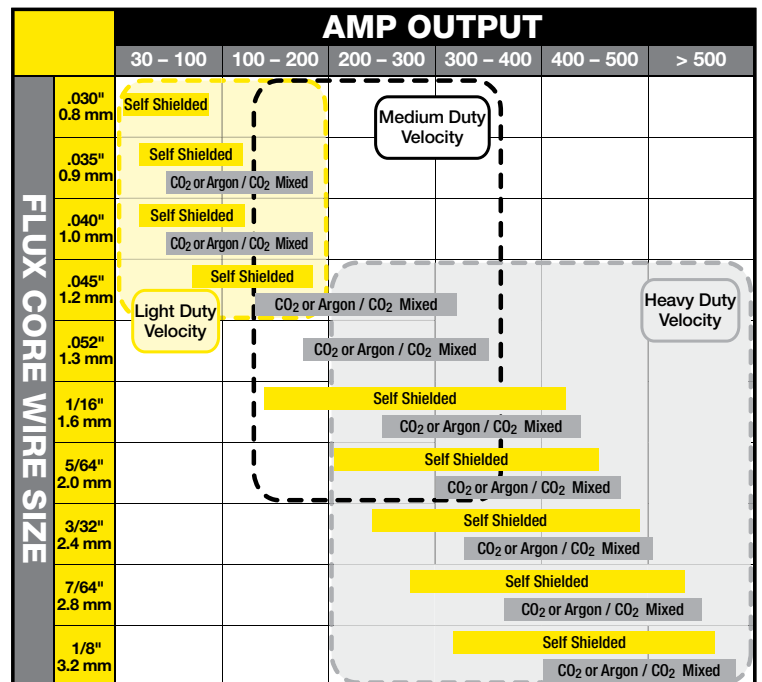 AMP OUTPUT
30 – 100 100 – 200 200 – 300 300 – 400 400 – 500 > 500
FLUX CORE WIRE SIZE
.030"
0.8 mm
Self Shielded
Medium Duty
Velocity
.035"
0.9 mm
Self Shielded
CO2 or Argon / CO2 Mixed
.040"
1.0 mm
Self Shielded
CO2 or Argon / CO2 Mixed
.045"
1.2 mm
Self Shielded
CO2 or Argon / CO2 Mixed
Light Duty
Velocity
Heavy Duty
Velocity
.052"
1.3 mm
CO2 or Argon / CO2 Mixed
1/16"
1.6 mm
Self Shielded
CO2 or Argon / CO2 Mixed
5/64"
2.0 mm
Self Shielded
CO2 or Argon / CO2 Mixed
3/32"
2.4 mm
Self Shielded
CO2 or Argon / CO2 Mixed
7/64"
2.8 mm
Self Shielded
CO2 or Argon / CO2 Mixed
1/8"
3.2 mm
Self Shielded
CO2 or Argon / CO2 Mixed